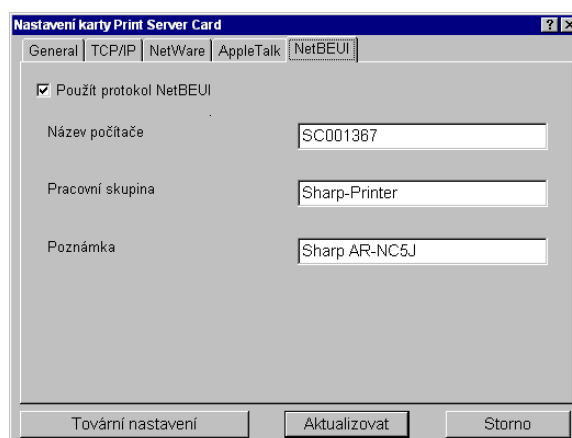 Nastavení karty Print Server Card
General TCP/IP NetWare AppleTalk NetBEUI
Použít protokol NetBEUI
Název počítače SC001367
Pracovní skupina Sharp-Printer
Poznámka Sharp AR-NC5J
Tovární nastavení Aktualizovat Storno